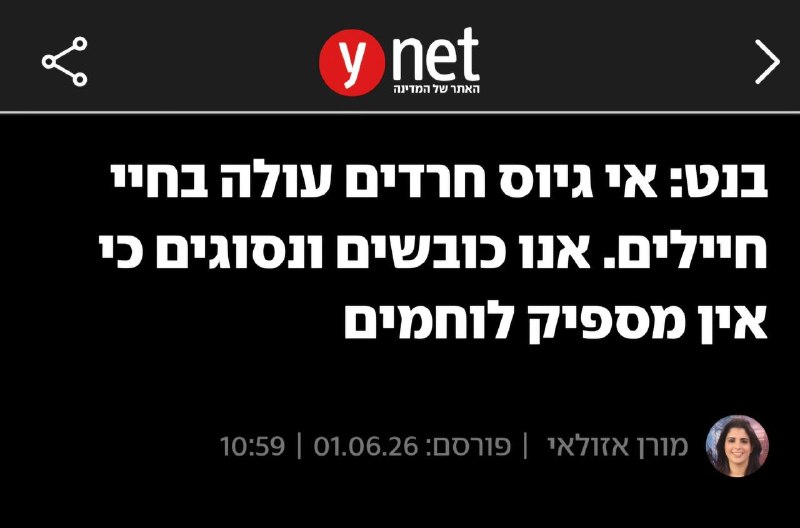 ynet
האתר של המדינה
בנט: אי גיוס חרדים עולה בחיי
חיילים. אנו כובשים ונסוגים כי
אין מספיק לוחמים
מורן אזולאי | פורסם: 01.06.26 | 10:59